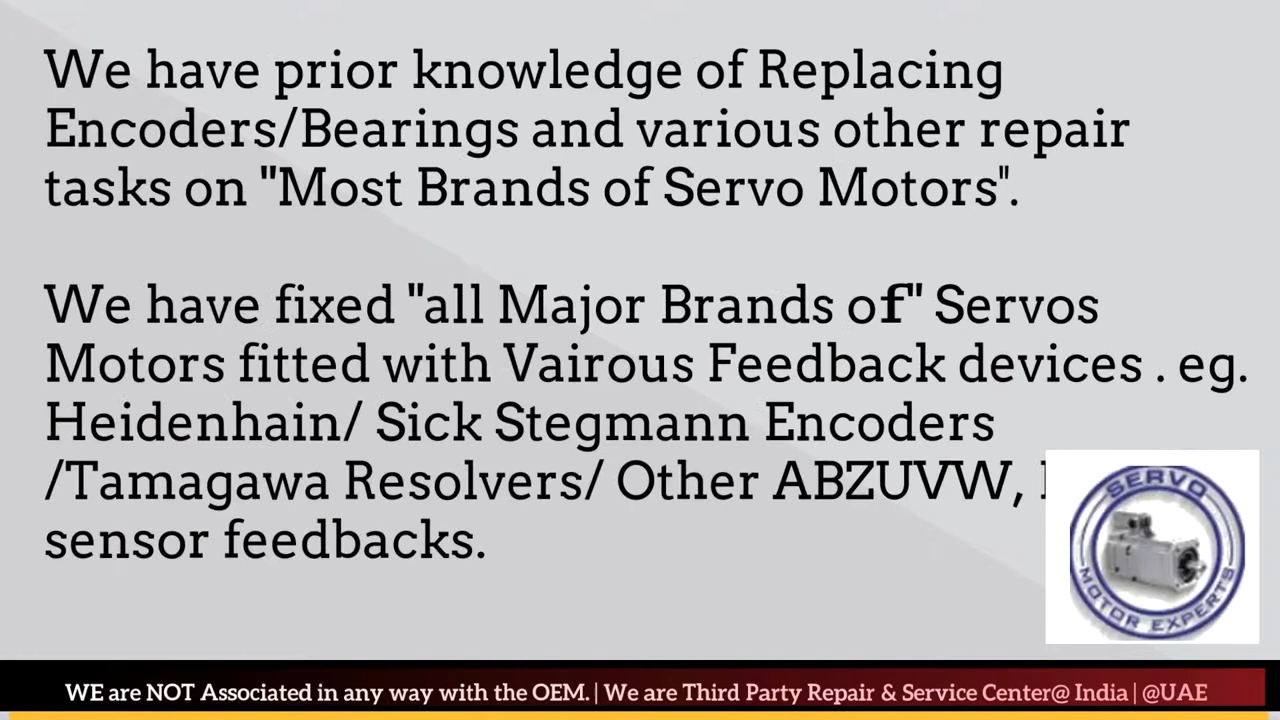 We have prior knowledge of Replacing
Encoders/Bearings and various other repair
tasks on "Most Brands of Servo Motors".
We have fixed "all Major Brands of" Servos
Motors fitted with Vairous Feedback devices . eg.
Heidenhain/ Sick Stegmann Encoders
/Tamagawa Resolvers/ Other ABZUVW,
sensor feedbacks.
SERVO
MOTOR EXPERTS
WE are NOT Associated in any way with the OEM. | We are Third Party Repair & Service Center@ India | @UAE